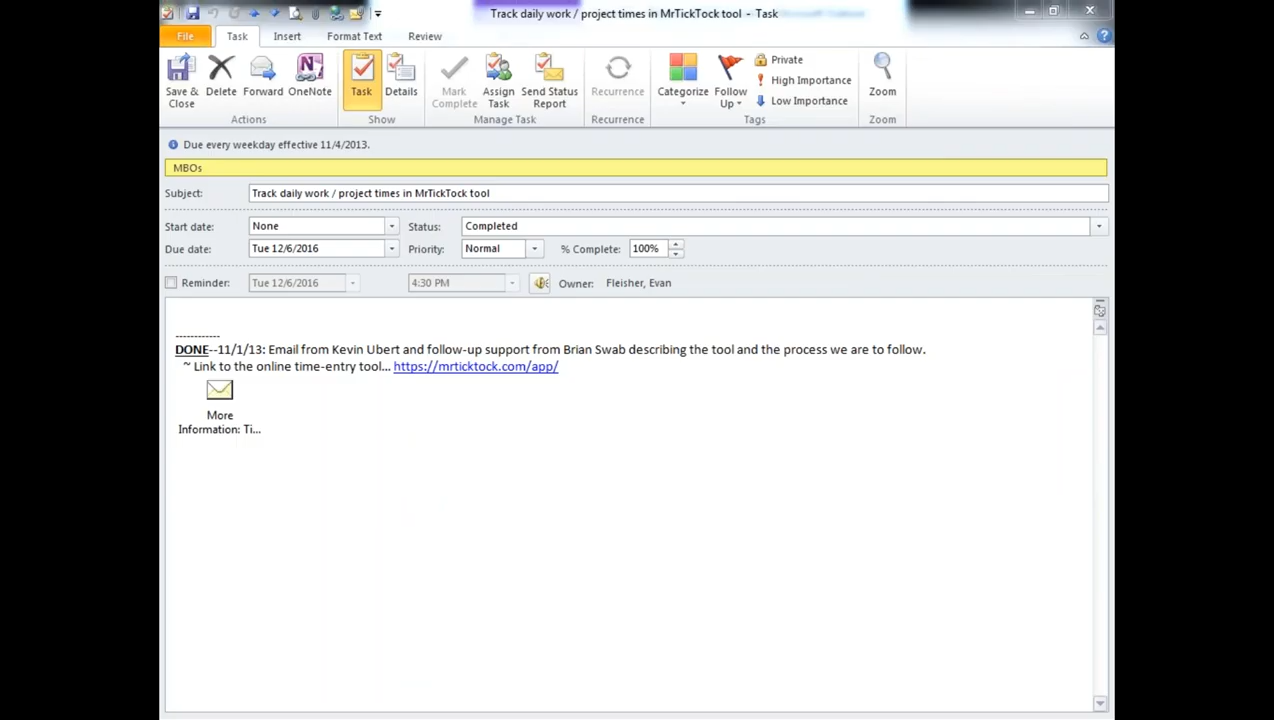 Track daily work / project times in MrTickTock tool - Task
File Task Insert Format Text Review
Save & Close
Delete
Forward
OneNote
Task
Details
Mark Complete
Assign Task
Send Status Report
Recurrence
Categorize
Follow Up
Private
High Importance
Low Importance
Zoom
Actions Show Manage Task Recurrence Tags Zoom
Due every weekday effective 11/4/2013.
MBOs
Subject: Track daily work / project times in MrTickTock tool
Start date: None Status: Completed
Due date: Tue 12/6/2016 Priority: Normal % Complete: 100%
Reminder: Tue 12/6/2016 4:30 PM Owner: Fleisher, Evan
------------
DONE--11/1/13: Email from Kevin Ubert and follow-up support from Brian Swab describing the tool and the process we are to follow.
~ Link to the online time-entry tool... https://mrticktock.com/app/
More
Information: Ti...